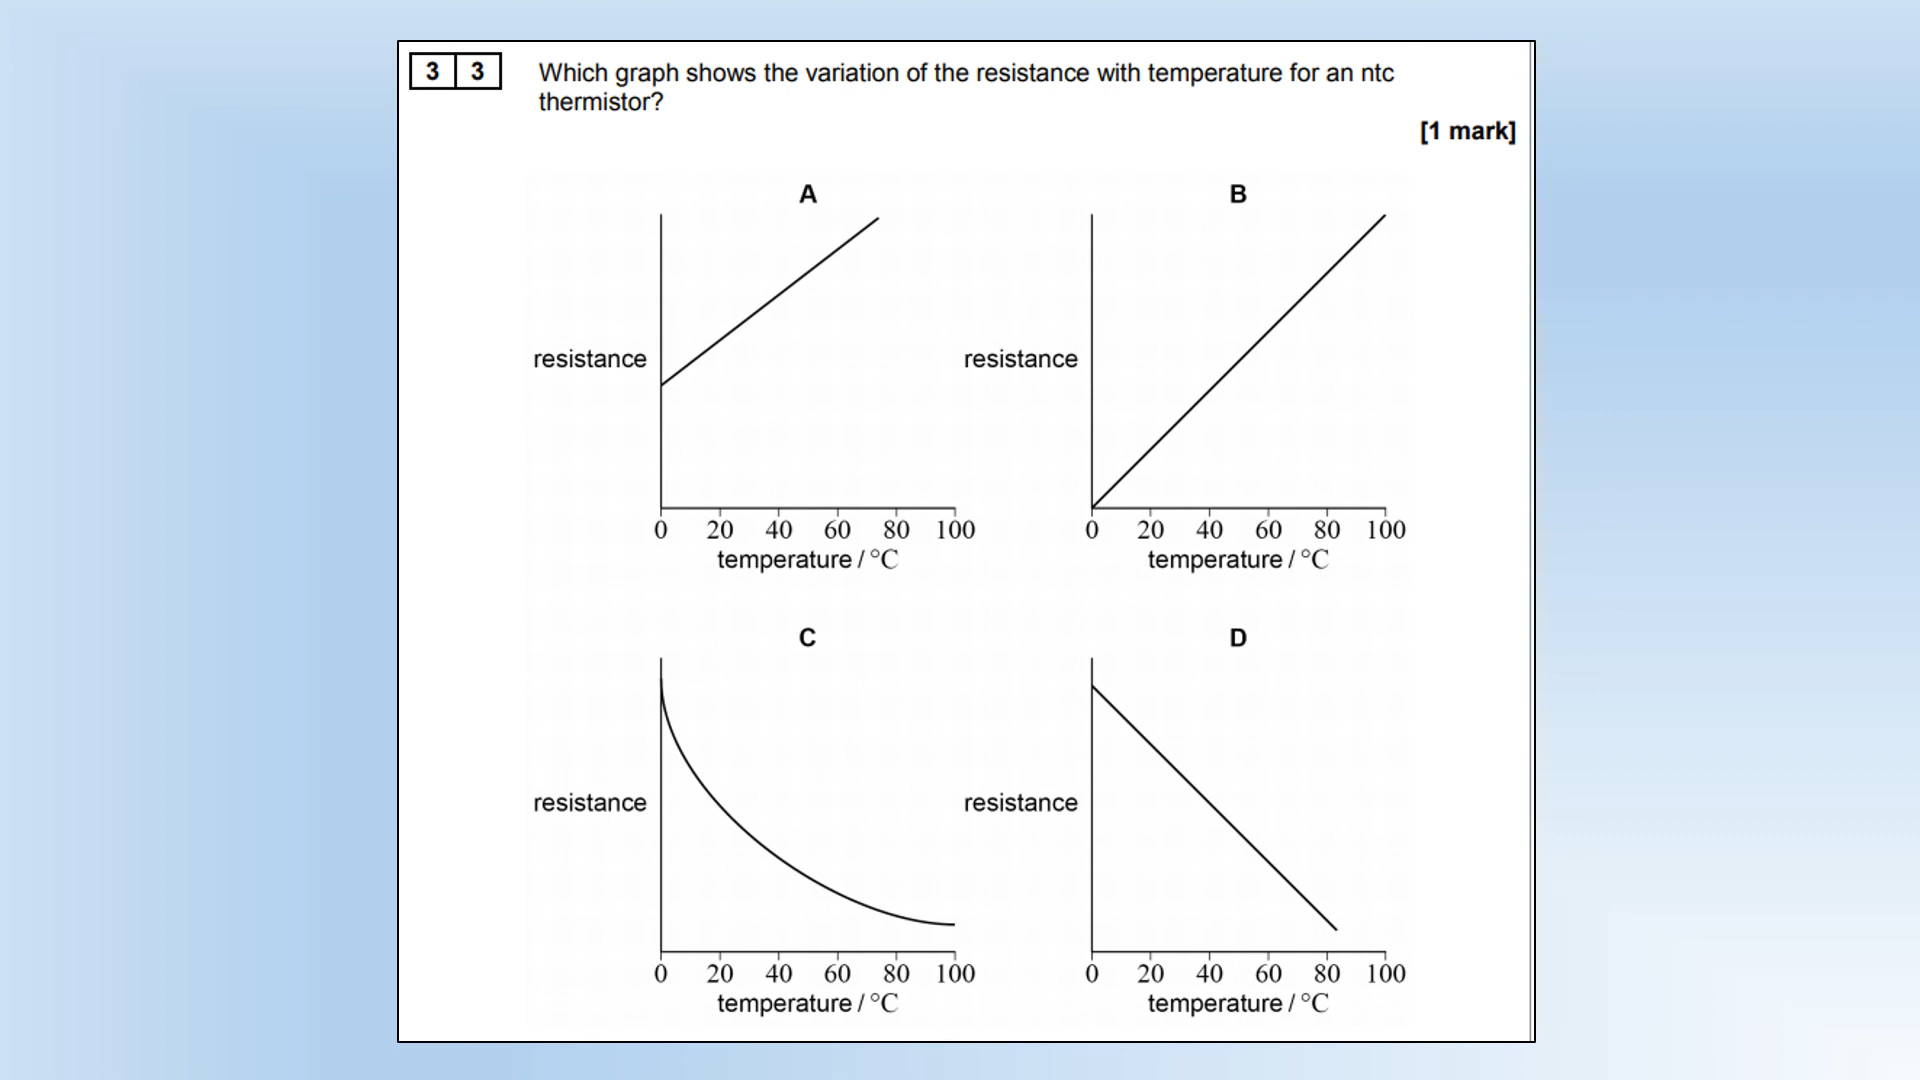 3 3 Which graph shows the variation of the resistance with temperature for an ntc
thermistor?
[1 mark]
A
resistance
0 20 40 60 80 100
temperature / °C
B
resistance
0 20 40 60 80 100
temperature / °C
C
resistance
0 20 40 60 80 100
temperature / °C
D
resistance
0 20 40 60 80 100
temperature / °C